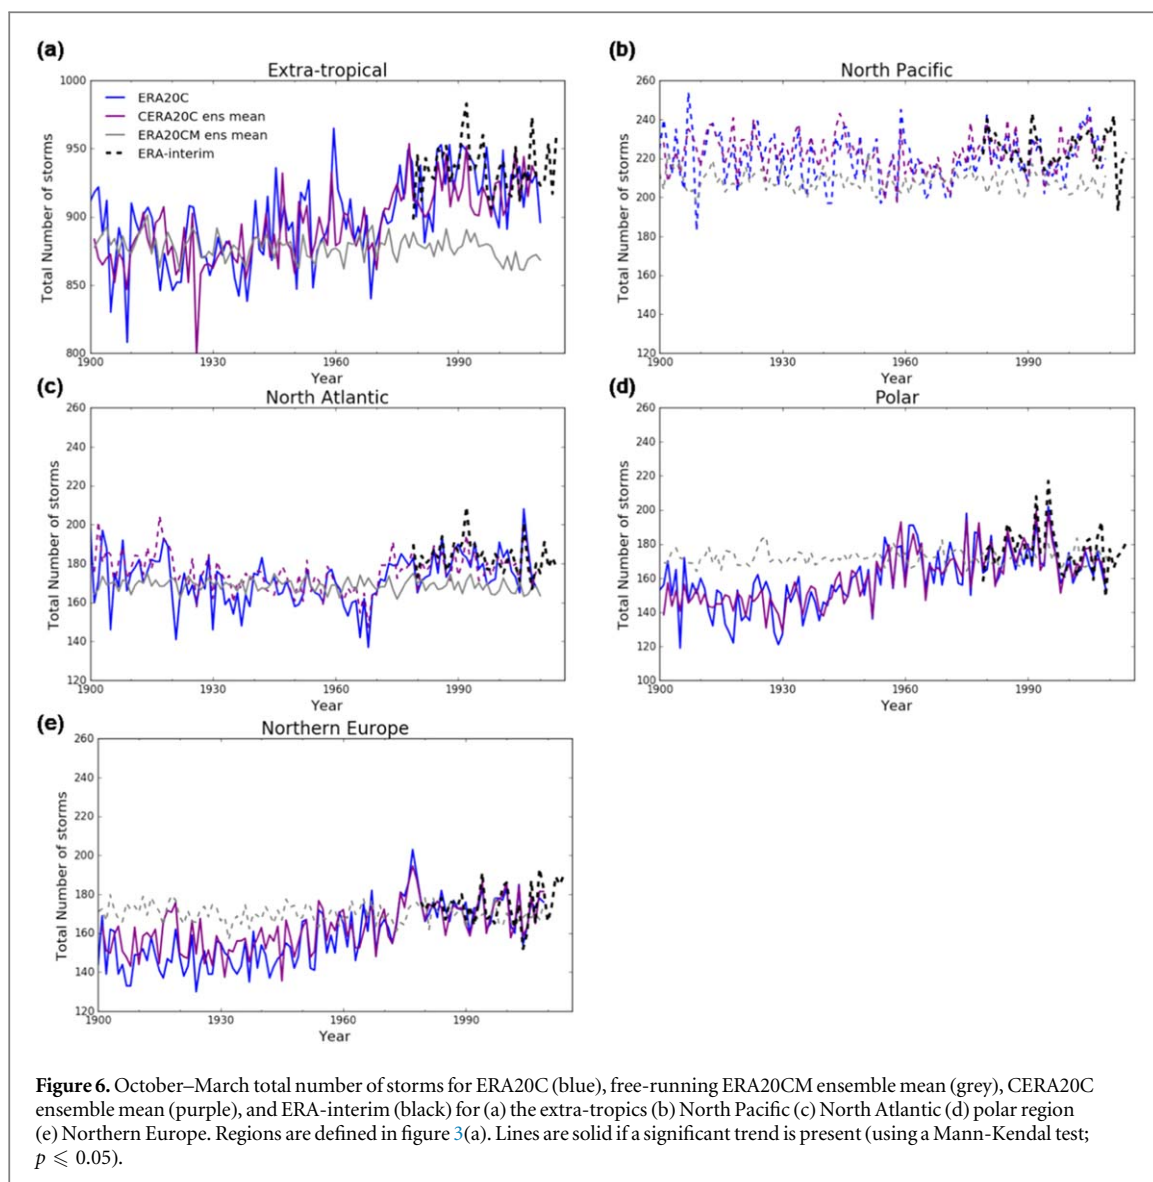 (a)
Extra-tropical
1000
950
900
850
800
Total Number of storms
ERA20C
CERA20C ens mean
ERA20CM ens mean
ERA-interim
1900
1930
1960
1990
Year
(b)
North Pacific
260
240
220
200
180
160
140
120
Total Number of storms
1900
1930
1960
1990
Year
(c)
North Atlantic
260
240
220
200
180
160
140
120
Total Number of storms
1900
1930
1960
1990
Year
(d)
Polar
260
240
220
200
180
160
140
120
100
Total Number of storms
1900
1930
1960
1990
Year
(e)
Northern Europe
260
240
220
200
180
160
140
120
Total Number of storms
1900
1930
1960
1990
Year
Figure 6. October–March total number of storms for ERA20C (blue), free-running ERA20CM ensemble mean (grey), CERA20C
ensemble mean (purple), and ERA-interim (black) for (a) the extra-tropics (b) North Pacific (c) North Atlantic (d) polar region
(e) Northern Europe. Regions are defined in figure 3(a). Lines are solid if a significant trend is present (using a Mann-Kendal test;
p ⩽ 0.05).